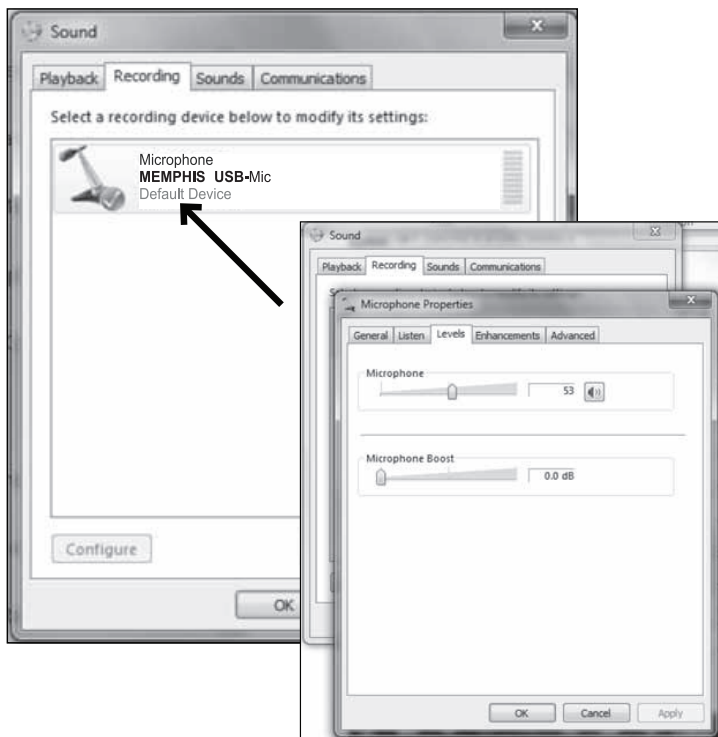 Sound
Playback Recording Sounds Communications
Select a recording device below to modify its settings:
Microphone
MEMPHIS USB-Mic
Default Device
Configure
OK
Sound
Playback Recording Sounds Communications
Microphone Properties
General Listen Levels Enhancements Advanced
Microphone
53
Microphone Boost
0.0 dB
OK Cancel Apply